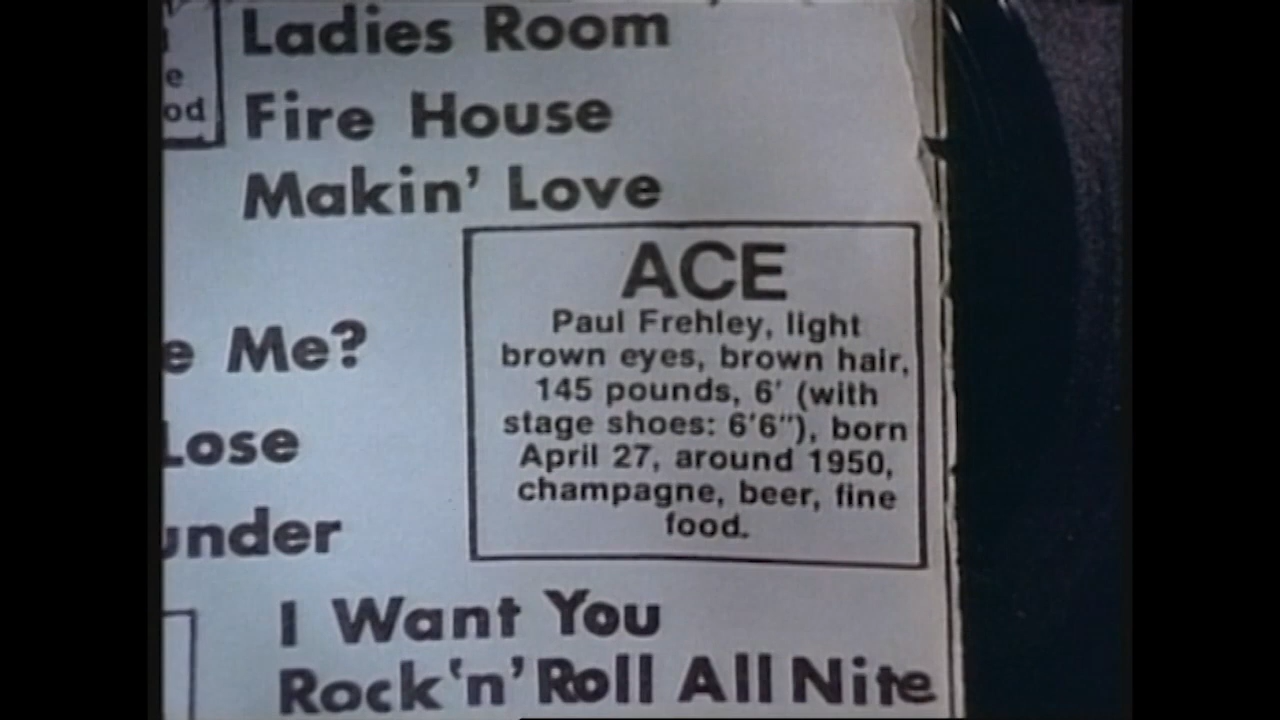 Ladies Room
e
od
Fire House
Makin' Love
ACE
Paul Frehley, light
brown eyes, brown hair,
145 pounds, 6' (with
stage shoes: 6'6"), born
April 27, around 1950,
champagne, beer, fine
food.
e Me?
Lose
under
I Want You
Rock 'n' Roll All Nite